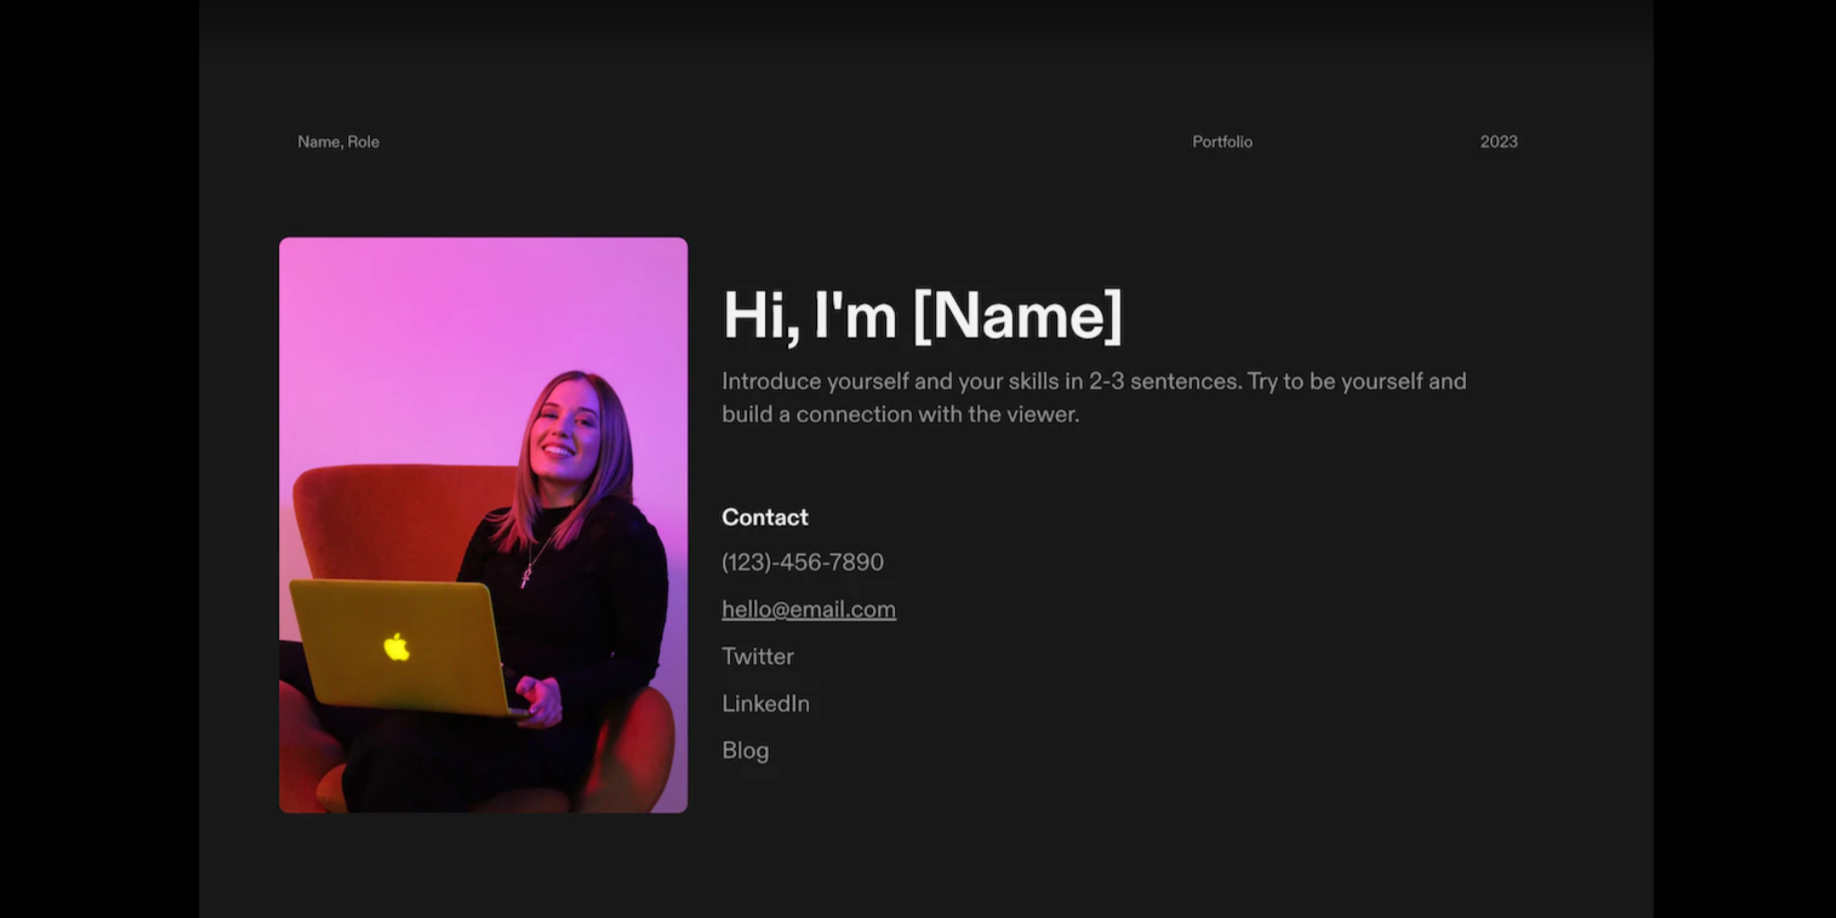 Name, Role
Portfolio
2023
Hi, I'm [Name]
Introduce yourself and your skills in 2-3 sentences. Try to be yourself and
build a connection with the viewer.
Contact
(123)-456-7890
hello@email.com
Twitter
LinkedIn
Blog